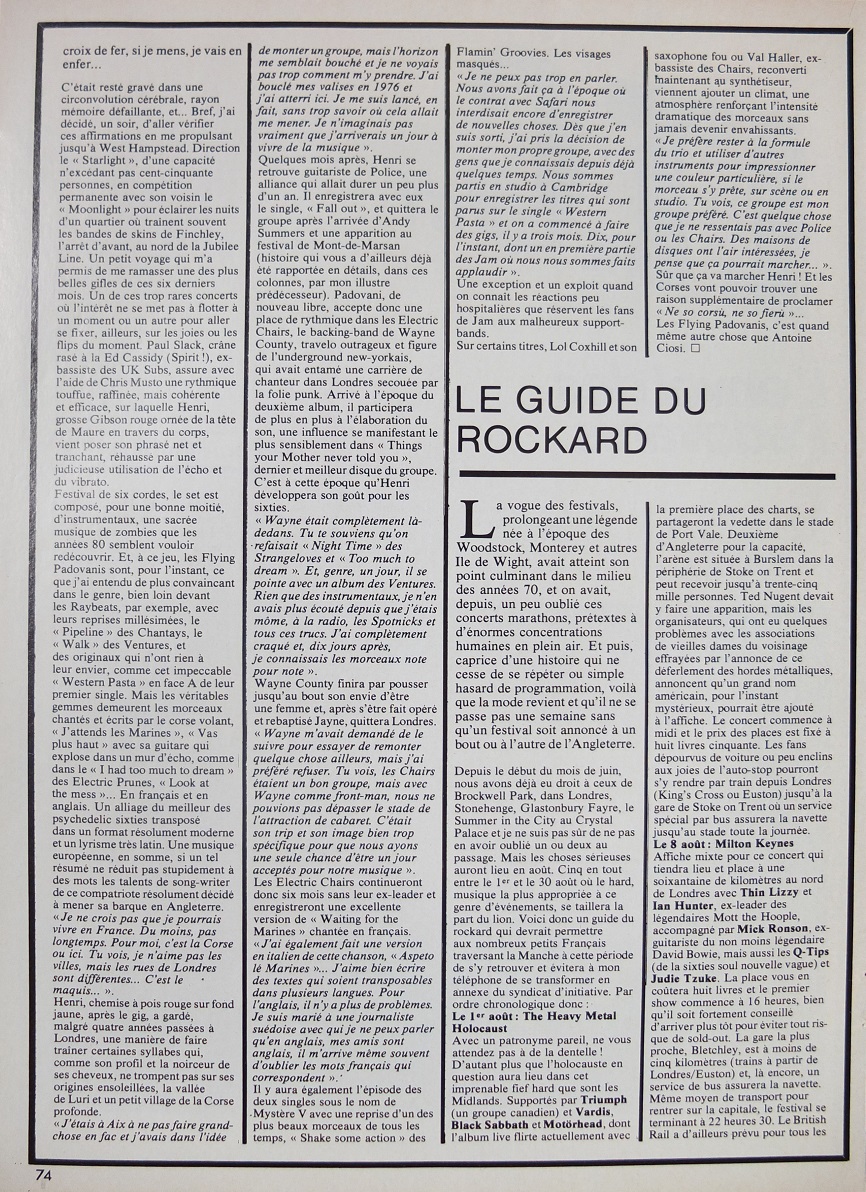 croix de fer, si je mens, je vais en
enfer...
C'était resté gravé dans une
circonvolution cérébrale, rayon
mémoire défaillante, et... Bref, j'ai
décidé, un soir, d'aller vérifier
ces affirmations en me propulsant
jusqu'à West Hampstead. Direction
le « Starlight », d'une capacité
n'excédant pas cent-cinquante
personnes, en compétition
permanente avec son voisin le
« Moonlight » pour éclairer les nuits
d'un quartier où traînent souvent
les bandes de skins de Finchley,
l'arrêt d'avant, au nord de la Jubilee
Line. Un petit voyage qui m'a
permis de me ramasser une des plus
belles gifles de ces six derniers
mois. Un de ces trop rares concerts
où l'intérêt ne se met pas à flotter à
un moment ou un autre pour aller
se fixer, ailleurs, sur les joies ou les
flips du moment. Paul Slack, crâne
rasé à la Ed Cassidy (Spirit !), ex-
bassiste des UK Subs, assure avec
l'aide de Chris Musto une rythmique
touffue, raffinée, mais cohérente
et efficace, sur laquelle Henri,
grosse Gibson rouge ornée de la tête
de Maure en travers du corps,
vient poser son phrasé net et
tranchant, réhaussé par une
judicieuse utilisation de l'écho et
du vibrato.
Festival de six cordes, le set est
composé, pour une bonne moitié,
d'instrumentaux, une sacrée
musique de zombies que les
années 80 semblent vouloir
redécouvrir. Et, à ce jeu, les Flying
Padovanis sont, pour l'instant, ce
que j'ai entendu de plus convaincant
dans le genre, bien loin devant
les Raybeats, par exemple, avec
leurs reprises millésimées, le
« Pipeline » des Chantays, le
« Walk » des Ventures, et
des originaux qui n'ont rien à
leur envier, comme cet impeccable
« Western Pasta » en face A de leur
premier single. Mais les véritables
gemmes demeurent les morceaux
chantés et écrits par le corse volant,
« J'attends les Marines », « Vas
plus haut » avec sa guitare qui
explose dans un mur d'écho, comme
dans le « I had too much to dream »
des Electric Prunes, « Look at
the mess »... En français et en
anglais. Un alliage du meilleur des
psychedelic sixties transposé
dans un format résolument moderne
et un lyrisme très latin. Une musique
européenne, en somme, si un tel
résumé ne réduit pas stupidement à
des mots les talents de song-writer
de ce compatriote résolument décidé
à mener sa barque en Angleterre.
« Je ne crois pas que je pourrais
vivre en France. Du moins, pas
longtemps. Pour moi, c'est la Corse
ou ici. Tu vois, je n'aime pas les
villes, mais les rues de Londres
sont différentes... C'est le
maquis... ».
Henri, chemise à pois rouge sur fond
jaune, après le gig, a gardé,
malgré quatre années passées à
Londres, une manière de faire
traîner certaines syllabes qui,
comme son profil et la noirceur de
ses cheveux, ne trompent pas sur ses
origines ensoleillées, la vallée
de Luri et un petit village de la Corse
profonde.
« J'étais à Aix à ne pas faire grand-
chose en fac et j'avais dans l'idée
de monter un groupe, mais l'horizon
me semblait bouché et je ne voyais
pas trop comment m'y prendre. J'ai
bouclé mes valises en 1976 et
j'ai atterri ici. Je me suis lancé, en
fait, sans trop savoir où cela allait
me mener. Je n'imaginais pas
vraiment que j'arriverais un jour à
vivre de la musique ».
Quelques mois après, Henri se
retrouve guitariste de Police, une
alliance qui allait durer un peu plus
d'un an. Il enregistrera avec eux
le single, « Fall out », et quittera le
groupe après l'arrivée d'Andy
Summers et une apparition au
festival de Mont-de-Marsan
(histoire qui vous a d'ailleurs déjà
été rapportée en détails, dans ces
colonnes, par mon illustre
prédécesseur). Padovani, de
nouveau libre, accepte donc une
place de rythmique dans les Electric
Chairs, le backing-band de Wayne
County, travelo outrageux et figure
de l'underground new-yorkais,
qui avait entamé une carrière de
chanteur dans Londres secouée par
la folie punk. Arrivé à l'époque du
deuxième album, il participera
de plus en plus à l'élaboration du
son, une influence se manifestant le
plus sensiblement dans « Things
your Mother never told you »,
dernier et meilleur disque du groupe.
C'est à cette époque qu'Henri
développera son goût pour les
sixties.
« Wayne était complètement là-
dedans. Tu te souviens qu'on
refaisait « Night Time » des
Strangeloves et « Too much to
dream ». Et, genre, un jour, il se
pointe avec un album des Ventures.
Rien que des instrumentaux, je n'en
avais plus écouté depuis que j'étais
môme, à la radio, les Spotnicks et
tous ces trucs. J'ai complètement
craqué et, dix jours après,
je connaissais les morceaux note
pour note ».
Wayne County finira par pousser
jusqu'au bout son envie d'être
une femme et, après s'être fait opéré
et rebaptisé Jayne, quittera Londres.
« Wayne m'avait demandé de le
suivre pour essayer de remonter
quelque chose ailleurs, mais j'ai
préféré refuser. Tu vois, les Chairs
étaient un bon groupe, mais avec
Wayne comme front-man, nous ne
pouvions pas dépasser le stade de
l'attraction de cabaret. C'était
son trip et son image bien trop
spécifique pour que nous ayons
une seule chance d'être un jour
acceptés pour notre musique ».
Les Electric Chairs continueront
donc six mois sans leur ex-leader et
enregistreront une excellente
version de « Waiting for the
Marines » chantée en français.
« J'ai également fait une version
en italien de cette chanson, « Aspeto
lé Marines »... J'aime bien écrire
des textes qui soient transposables
dans plusieurs langues. Pour
l'anglais, il n'y a plus de problèmes.
Je suis marié à une journaliste
suédoise avec qui je ne peux parler
qu'en anglais, mes amis sont
anglais, il m'arrive même souvent
d'oublier les mots français qui
correspondent ».
Il y aura également l'épisode des
deux singles sous le nom de
Mystère V avec une reprise d'un des
plus beaux morceaux de tous les
temps, « Shake some action » des
Flamin' Groovies. Les visages
masqués...
« Je ne peux pas trop en parler.
Nous avons fait ça à l'époque où
le contrat avec Safari nous
interdisait encore d'enregistrer
de nouvelles choses. Dès que j'en
suis sorti, j'ai pris la décision de
monter mon propre groupe, avec des
gens que je connaissais depuis déjà
quelques temps. Nous sommes
partis en studio à Cambridge
pour enregistrer les titres qui sont
parus sur le single « Western
Pasta » et on a commencé à faire
des gigs, il y a trois mois. Dix, pour
l'instant, dont un en première partie
des Jam où nous nous sommes faits
applaudir ».
Une exception et un exploit quand
on connait les réactions peu
hospitalières que réservent les fans
de Jam aux malheureux support-
bands.
Sur certains titres, Lol Coxhill et son
saxophone fou ou Val Haller, ex-
bassiste des Chairs, reconverti
maintenant au synthétiseur,
viennent ajouter un climat, une
atmosphère renforçant l'intensité
dramatique des morceaux sans
jamais devenir envahissants.
« Je préfère rester à la formule
du trio et utiliser d'autres
instruments pour impressionner
une couleur particulière, si le
morceau s'y prête, sur scène ou en
studio. Tu vois, ce groupe est mon
groupe préféré. C'est quelque chose
que je ne ressentais pas avec Police
ou les Chairs. Des maisons de
disques ont l'air intéressées, je
pense que ça pourrait marcher... ».
Sûr que ça va marcher Henri ! Et les
Corses vont pouvoir trouver une
raison supplémentaire de proclamer
« Ne so corsù, ne so fierù »...
Les Flying Padovanis, c'est quand
même autre chose que Antoine
Ciosi. □
LE GUIDE DU
ROCKARD
La vogue des festivals,
prolongeant une légende
née à l'époque des
Woodstock, Monterey et autres
Ile de Wight, avait atteint son
point culminant dans le milieu
des années 70, et on avait,
depuis, un peu oublié ces
concerts marathons, prétextes à
d'énormes concentrations
humaines en plein air. Et puis,
caprice d'une histoire qui ne
cesse de se répéter ou simple
hasard de programmation, voilà
que la mode revient et qu'il ne se
passe pas une semaine sans
qu'un festival soit annoncé à un
bout ou à l'autre de l'Angleterre.
Depuis le début du mois de juin,
nous avons déjà eu droit à ceux de
Brockwell Park, dans Londres,
Stonehenge, Glastonbury Fayre, le
Summer in the City au Crystal
Palace et je ne suis pas sûr de ne pas
en avoir oublié un ou deux au
passage. Mais les choses sérieuses
auront lieu en août. Cinq en tout
entre le 1er et le 30 août où le hard,
musique la plus appropriée à ce
genre d'événements, se taillera la
part du lion. Voici donc un guide du
rockard qui devrait permettre
aux nombreux petits Français
traversant la Manche à cette période
de s'y retrouver et évitera à mon
téléphone de se transformer en
annexe du syndicat d'initiative. Par
ordre chronologique donc :
Le 1er août : The Heavy Metal
Holocaust
Avec un patronyme pareil, ne vous
attendez pas à de la dentelle !
D'autant plus que l'holocauste en
question aura lieu dans cet
imprenable fief hard que sont les
Midlands. Supportés par Triumph
(un groupe canadien) et Vardis,
Black Sabbath et Motörhead, dont
l'album live flirte actuellement avec
la première place des charts, se
partageront la vedette dans le stade
de Port Vale. Deuxième
d'Angleterre pour la capacité,
l'arène est située à Burslem dans la
périphérie de Stoke on Trent et
peut recevoir jusqu'à trente-cinq
mille personnes. Ted Nugent devait
y faire une apparition, mais les
organisateurs, qui ont eu quelques
problèmes avec les associations
de vieilles dames du voisinage
effrayées par l'annonce de ce
déferlement des hordes métalliques,
annoncent qu'un grand nom
américain, pour l'instant
mystérieux, pourrait être ajouté
à l'affiche. Le concert commence à
midi et le prix des places est fixé à
huit livres cinquante. Les fans
dépourvus de voiture ou peu enclins
aux joies de l'auto-stop pourront
s'y rendre par train depuis Londres
(King's Cross ou Euston) jusqu'à la
gare de Stoke on Trent où un service
spécial par bus assurera la navette
jusqu'au stade toute la journée.
Le 8 août : Milton Keynes
Affiche mixte pour ce concert qui
tiendra lieu et place à une
soixantaine de kilomètres au nord
de Londres avec Thin Lizzy et
Ian Hunter, ex-leader des
légendaires Mott the Hoople,
accompagné par Mick Ronson, ex-
guitariste du non moins légendaire
David Bowie, mais aussi les Q-Tips
(de la sixties soul nouvelle vague) et
Judie Tzuke. La place vous en
coûtera huit livres et le premier
show commence à 16 heures, bien
qu'il soit fortement conseillé
d'arriver plus tôt pour éviter tout ris-
que de sold-out. La gare la plus
proche, Bletchley, est à moins de
cinq kilomètres (trains à partir de
Londres/Euston) et, là encore, un
service de bus assurera la navette.
Même moyen de transport pour
rentrer sur la capitale, le festival se
terminant à 22 heures 30. Le British
Rail a d'ailleurs prévu pour tous les
74